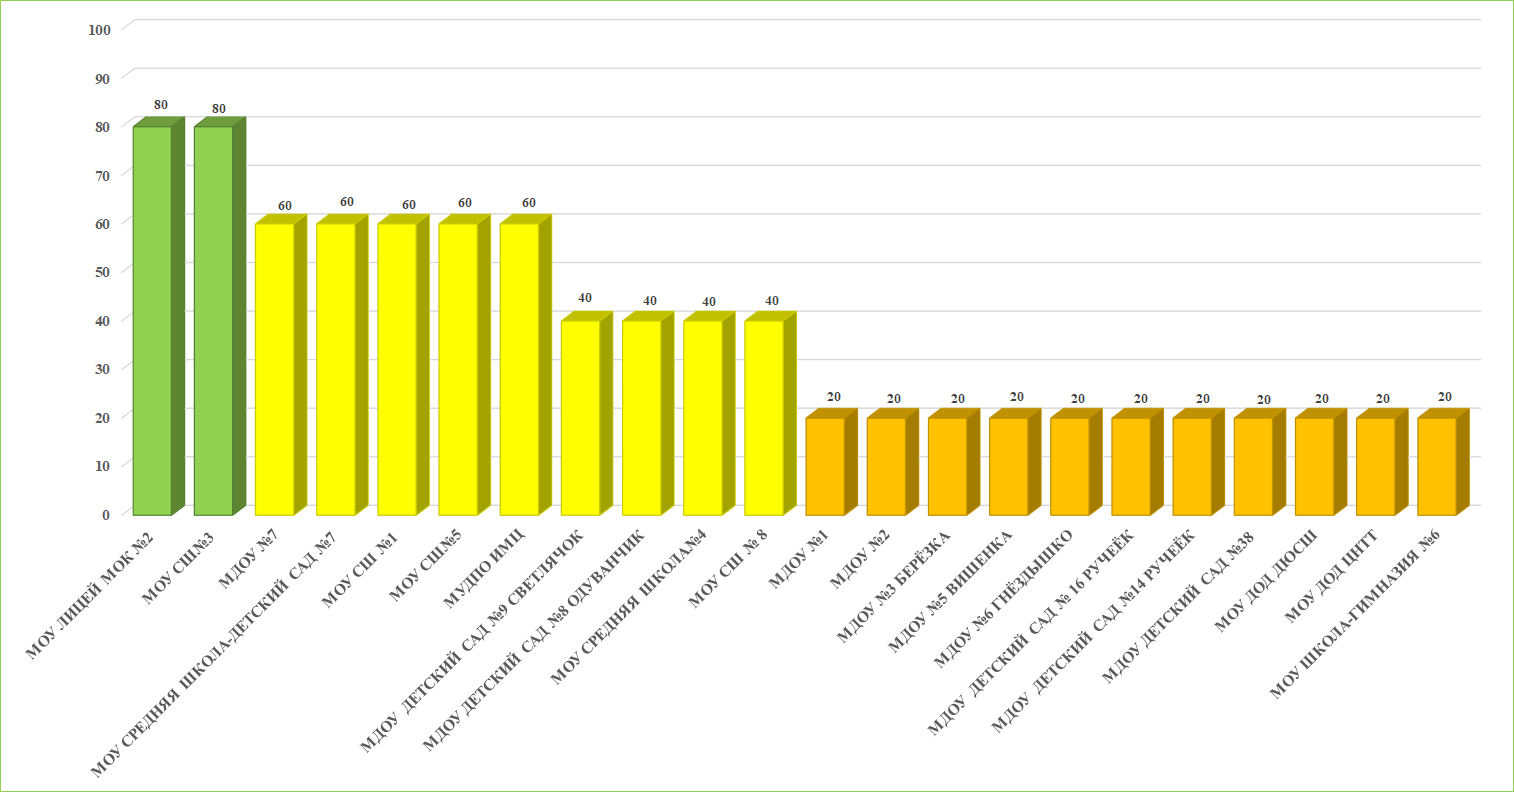 100
90
80
70
60
50
40
30
20
10
0
80
80
60
60
60
60
60
40
40
40
40
20
20
20
20
20
20
20
20
20
20
20
МОУ ЛИЦЕЙ МОК №2
МОУ СШ№3
МДОУ №7
МОУ СРЕДНЯЯ ШКОЛА-ДЕТСКИЙ САД №7
МОУ СШ №1
МОУ СШ№5
МУДПО ИМЦ
МДОУ ДЕТСКИЙ САД №9 СВЕТЛЯЧОК
МДОУ ДЕТСКИЙ САД №8 ОДУВАНЧИК
МОУ СРЕДНЯЯ ШКОЛА№4
МОУ СШ № 8
МДОУ №1
МДОУ №2
МДОУ №3 БЕРЁЗКА
МДОУ №5 ВИШЕНКА
МДОУ №6 ГНЁЗДЫШКО
МДОУ ДЕТСКИЙ САД № 16 РУЧЕЁК
МДОУ ДЕТСКИЙ САД №14 РУЧЕЁК
МДОУ ДЕТСКИЙ САД №38
МОУ ДОД ДЮСШ
МОУ ДОД ЦНТТ
МОУ ШКОЛА-ГИМНАЗИЯ №6